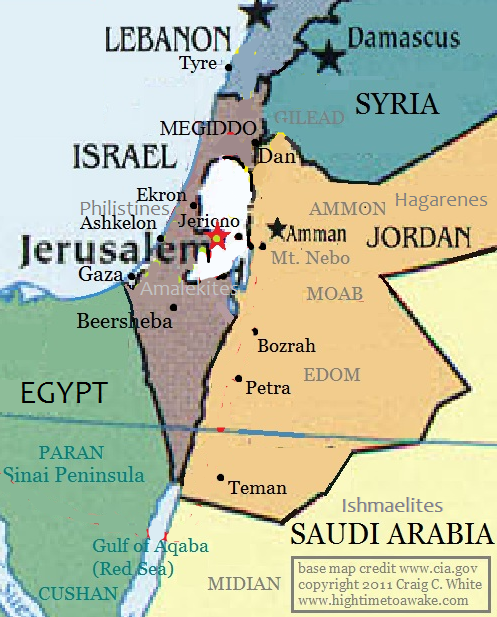 LEBANON
Damascus
Tyre
SYRIA
GILEAD
MEGIDDO
ISRAEL
Dan
Ekron
Hagarenes
Philistines
AMMON
Ashkelon
Jericho
Amman
JORDAN
Jerusalem
Mt. Nebo
Gaza
Amalekites
MOAB
Beersheba
Bozrah
EGYPT
EDOM
Petra
PARAN
Sinai Peninsula
Teman
Ishmaelites
SAUDI ARABIA
Gulf of Aqaba
(Red Sea)
MIDIAN
CUSHAN
base map credit www.cia.gov
copyright 2011 Craig C. White
www.hightimetoawake.com